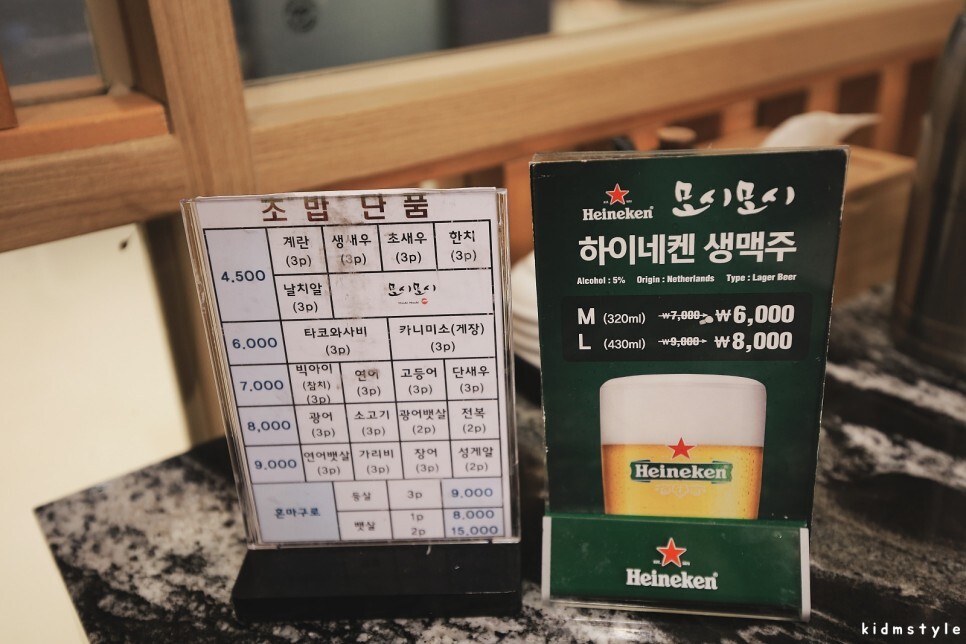 초밥 단품
4,500
계란 생새우 초새우 한치
(3p) (3p) (3p) (3p)
날치알 모시모시
(3p)
6,000
타코와사비 카니미소(게장)
(3p) (3p)
7,000
빅아이 연어 고등어 단새우
(참치) (3p) (3p) (3p)
(3p)
8,000
광어 소고기 광어뱃살 전복
(3p) (3p) (2p) (2p)
9,000
연어뱃살 가리비 장어 성게알
(3p) (3p) (3p) (2p)
혼마구로
등살 3p 9,000
뱃살 1p 8,000
2p 15,000
Heineken 모시모시
하이네켄 생맥주
Alcohol : 5% Origin : Netherlands Type : Lager Beer
M (320ml) ₩7,000 ₩6,000
L (430ml) ₩9,000 ₩8,000
Heineken
Heineken
kidmstyle